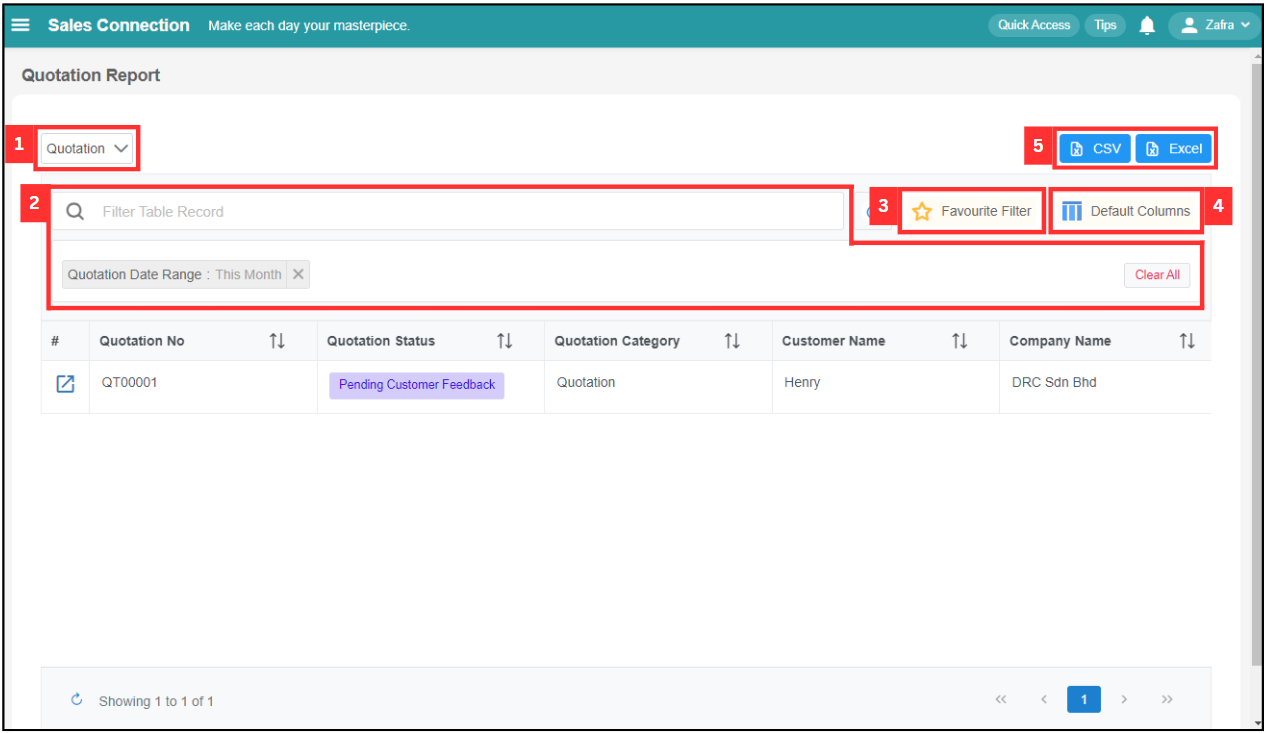 Sales Connection Make each day your masterpiece. Quick Access Tips Zafra
Quotation Report
1 Quotation 5 CSV Excel
2 Filter Table Record 3 Favourite Filter Default Columns 4
Quotation Date Range : This Month Clear All
# Quotation No Quotation Status Quotation Category Customer Name Company Name
QT00001 Pending Customer Feedback Quotation Henry DRC Sdn Bhd
Showing 1 to 1 of 1 << < 1 > >>